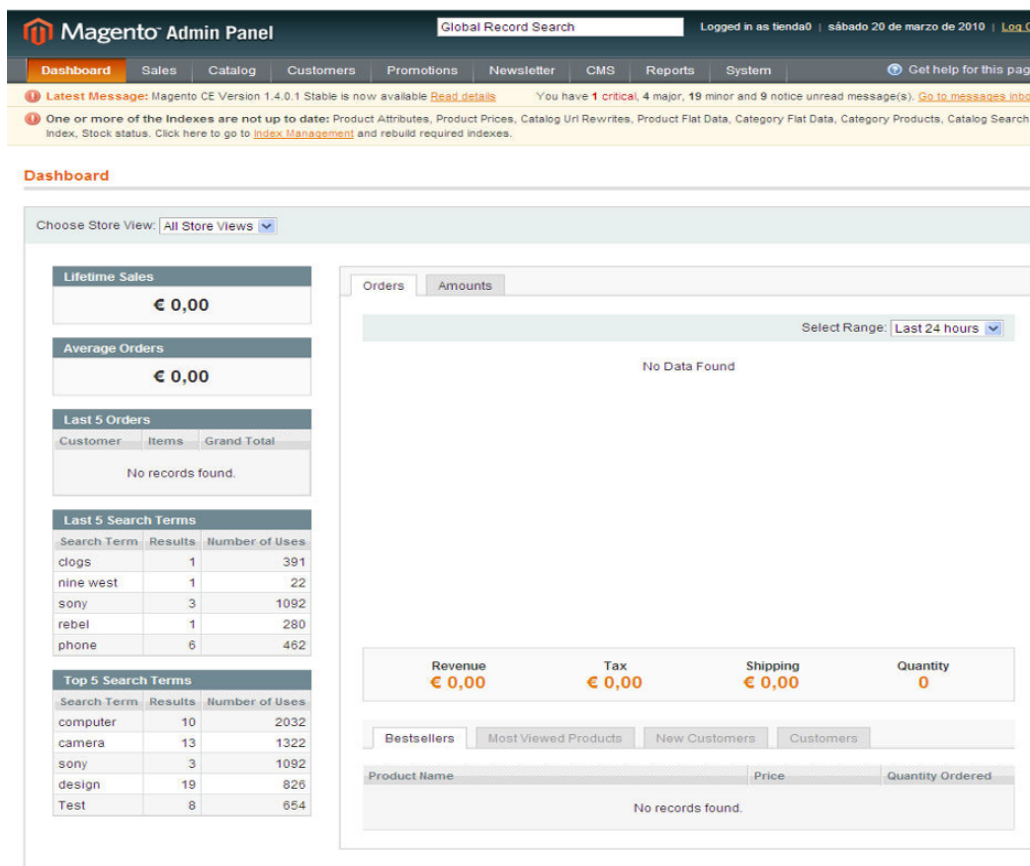 Magento Admin Panel
Global Record Search
Logged in as tienda0 | sábado 20 de marzo de 2010 | Log
Dashboard Sales Catalog Customers Promotions Newsletter CMS Reports System Get help for this pag
Latest Message: Magento CE Version 1.4.0.1 Stable is now available Read details You have 1 critical, 4 major, 19 minor and 9 notice unread message(s). Go to messages inbo
One or more of the Indexes are not up to date: Product Attributes, Product Prices, Catalog Url Rewrites, Product Flat Data, Category Flat Data, Category Products, Catalog Search
Index, Stock status. Click here to go to Index Management and rebuild required indexes.
Dashboard
Choose Store View: All Store Views
Lifetime Sales
€ 0,00
Average Orders
€ 0,00
Last 5 Orders
Customer Items Grand Total
No records found.
Last 5 Search Terms
Search Term Results Number of Uses
clogs 1 391
nine west 1 22
sony 3 1092
rebel 1 280
phone 6 462
Top 5 Search Terms
Search Term Results Number of Uses
computer 10 2032
camera 13 1322
sony 3 1092
design 19 826
Test 8 654
Orders Amounts
Select Range: Last 24 hours
No Data Found
Revenue Tax Shipping Quantity
€ 0,00 € 0,00 € 0,00 0
Bestsellers Most Viewed Products New Customers Customers
Product Name Price Quantity Ordered
No records found.